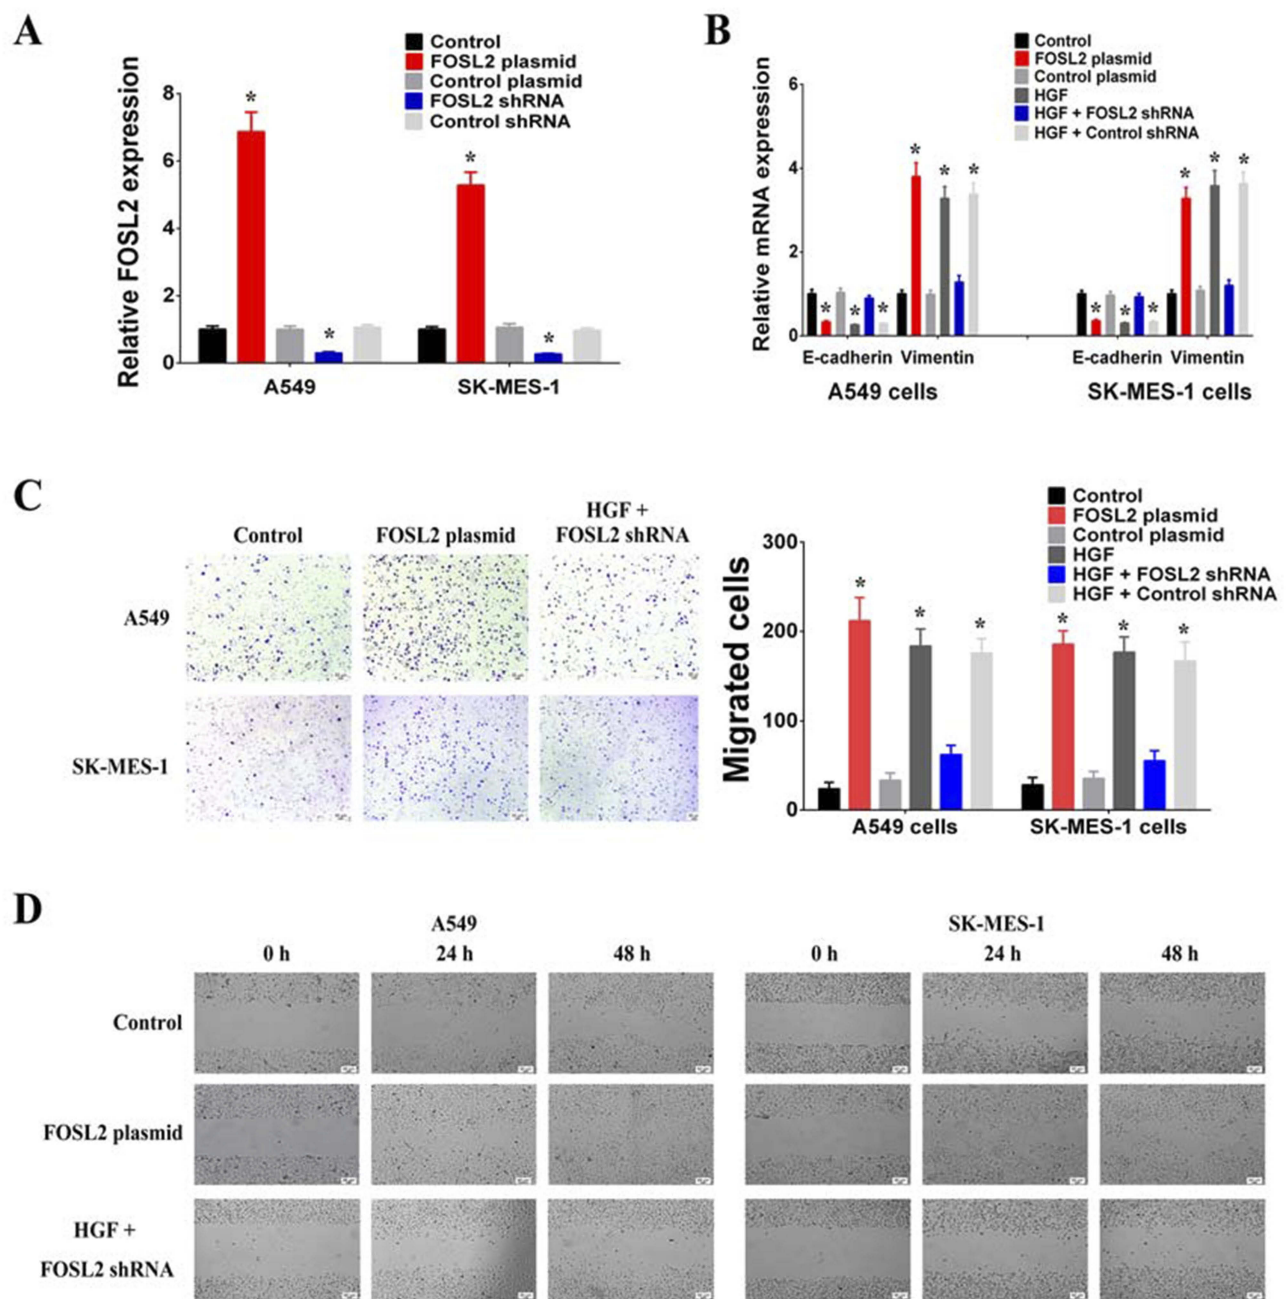 A
Control
FOSL2 plasmid
Control plasmid
FOSL2 shRNA
Control shRNA
Relative FOSL2 expression
8
6
4
2
0
* * * *
A549 SK-MES-1
B
Control
FOSL2 plasmid
Control plasmid
HGF
HGF + FOSL2 shRNA
HGF + Control shRNA
Relative mRNA expression
6
4
2
0
* * * * * * * * * * * *
E-cadherin Vimentin E-cadherin Vimentin
A549 cells SK-MES-1 cells
C
Control FOSL2 plasmid HGF +
FOSL2 shRNA
A549
SK-MES-1
Control
FOSL2 plasmid
Control plasmid
HGF
HGF + FOSL2 shRNA
HGF + Control shRNA
Migrated cells
300
200
100
0
* * * * * *
A549 cells SK-MES-1 cells
D
A549 SK-MES-1
0 h 24 h 48 h 0 h 24 h 48 h
Control
FOSL2 plasmid
HGF +
FOSL2 shRNA